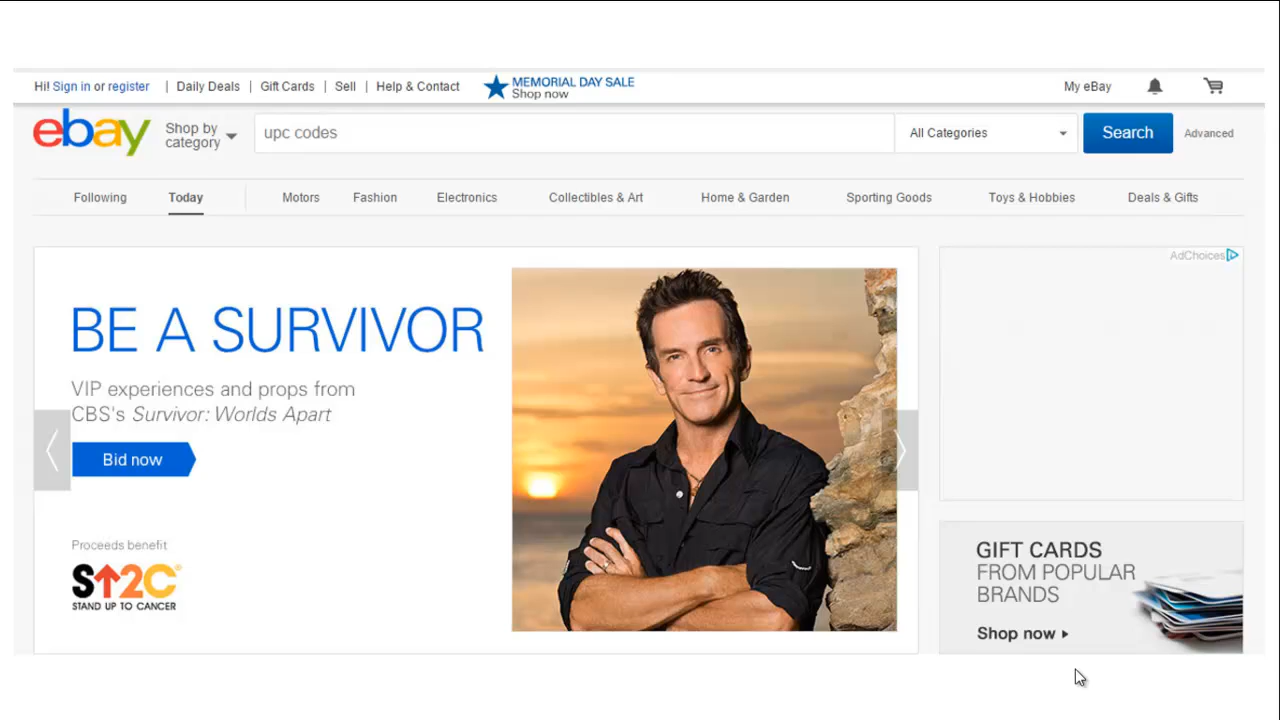 Hi! Sign in or register | Daily Deals | Gift Cards | Sell | Help & Contact
MEMORIAL DAY SALE
Shop now
My eBay
ebay
Shop by
category
upc codes
All Categories
Search
Advanced
Following
Today
Motors
Fashion
Electronics
Collectibles & Art
Home & Garden
Sporting Goods
Toys & Hobbies
Deals & Gifts
BE A SURVIVOR
VIP experiences and props from
CBS's Survivor: Worlds Apart
Bid now
Proceeds benefit
S↑2C®
STAND UP TO CANCER
AdChoices
GIFT CARDS
FROM POPULAR
BRANDS
Shop now